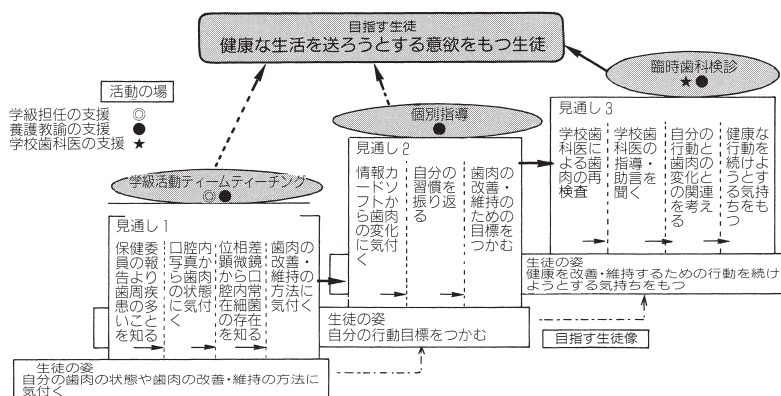 目指す生徒
健康な生活を送ろうとする意欲をもつ生徒
活動の場
学級担任の支援 ◎
養護教諭の支援 ●
学校歯科医の支援 ★
学級活動ティームティーチング
◎ ●
見通し1
保健委
員の報
告より
歯周疾
患の多
いこと
を知る
口腔内
写真か
ら歯肉
の状態
に気付
く
位相差
顕微鏡
から口
腔内常
在細菌
の存在
を知る
歯肉の
改善・
維持の
方法に
気付く
生徒の姿
自分の歯肉の状態や歯肉の改善・維持の方法に
気付く
個別指導
●
見通し2
情報カ
ードソ
フトか
ら歯肉
の変化
に気付
く
自分の
習慣を
振り返
る
歯肉の
改善・
維持の
ための
目標を
つかむ
生徒の姿
自分の行動目標をつかむ
臨時歯科検診
★ ●
見通し3
学校歯
科医に
よる歯
肉の再
検査
学校歯
科医の
指導・
助言を
聞く
自分の
行動と
歯肉の
変化と
の関連
を考え
る
健康な
行動を
続けよ
うとす
る気持
ちをも
つ
生徒の姿
健康を改善・維持するための行動を続け
ようとする気持ちをもつ
目指す生徒像